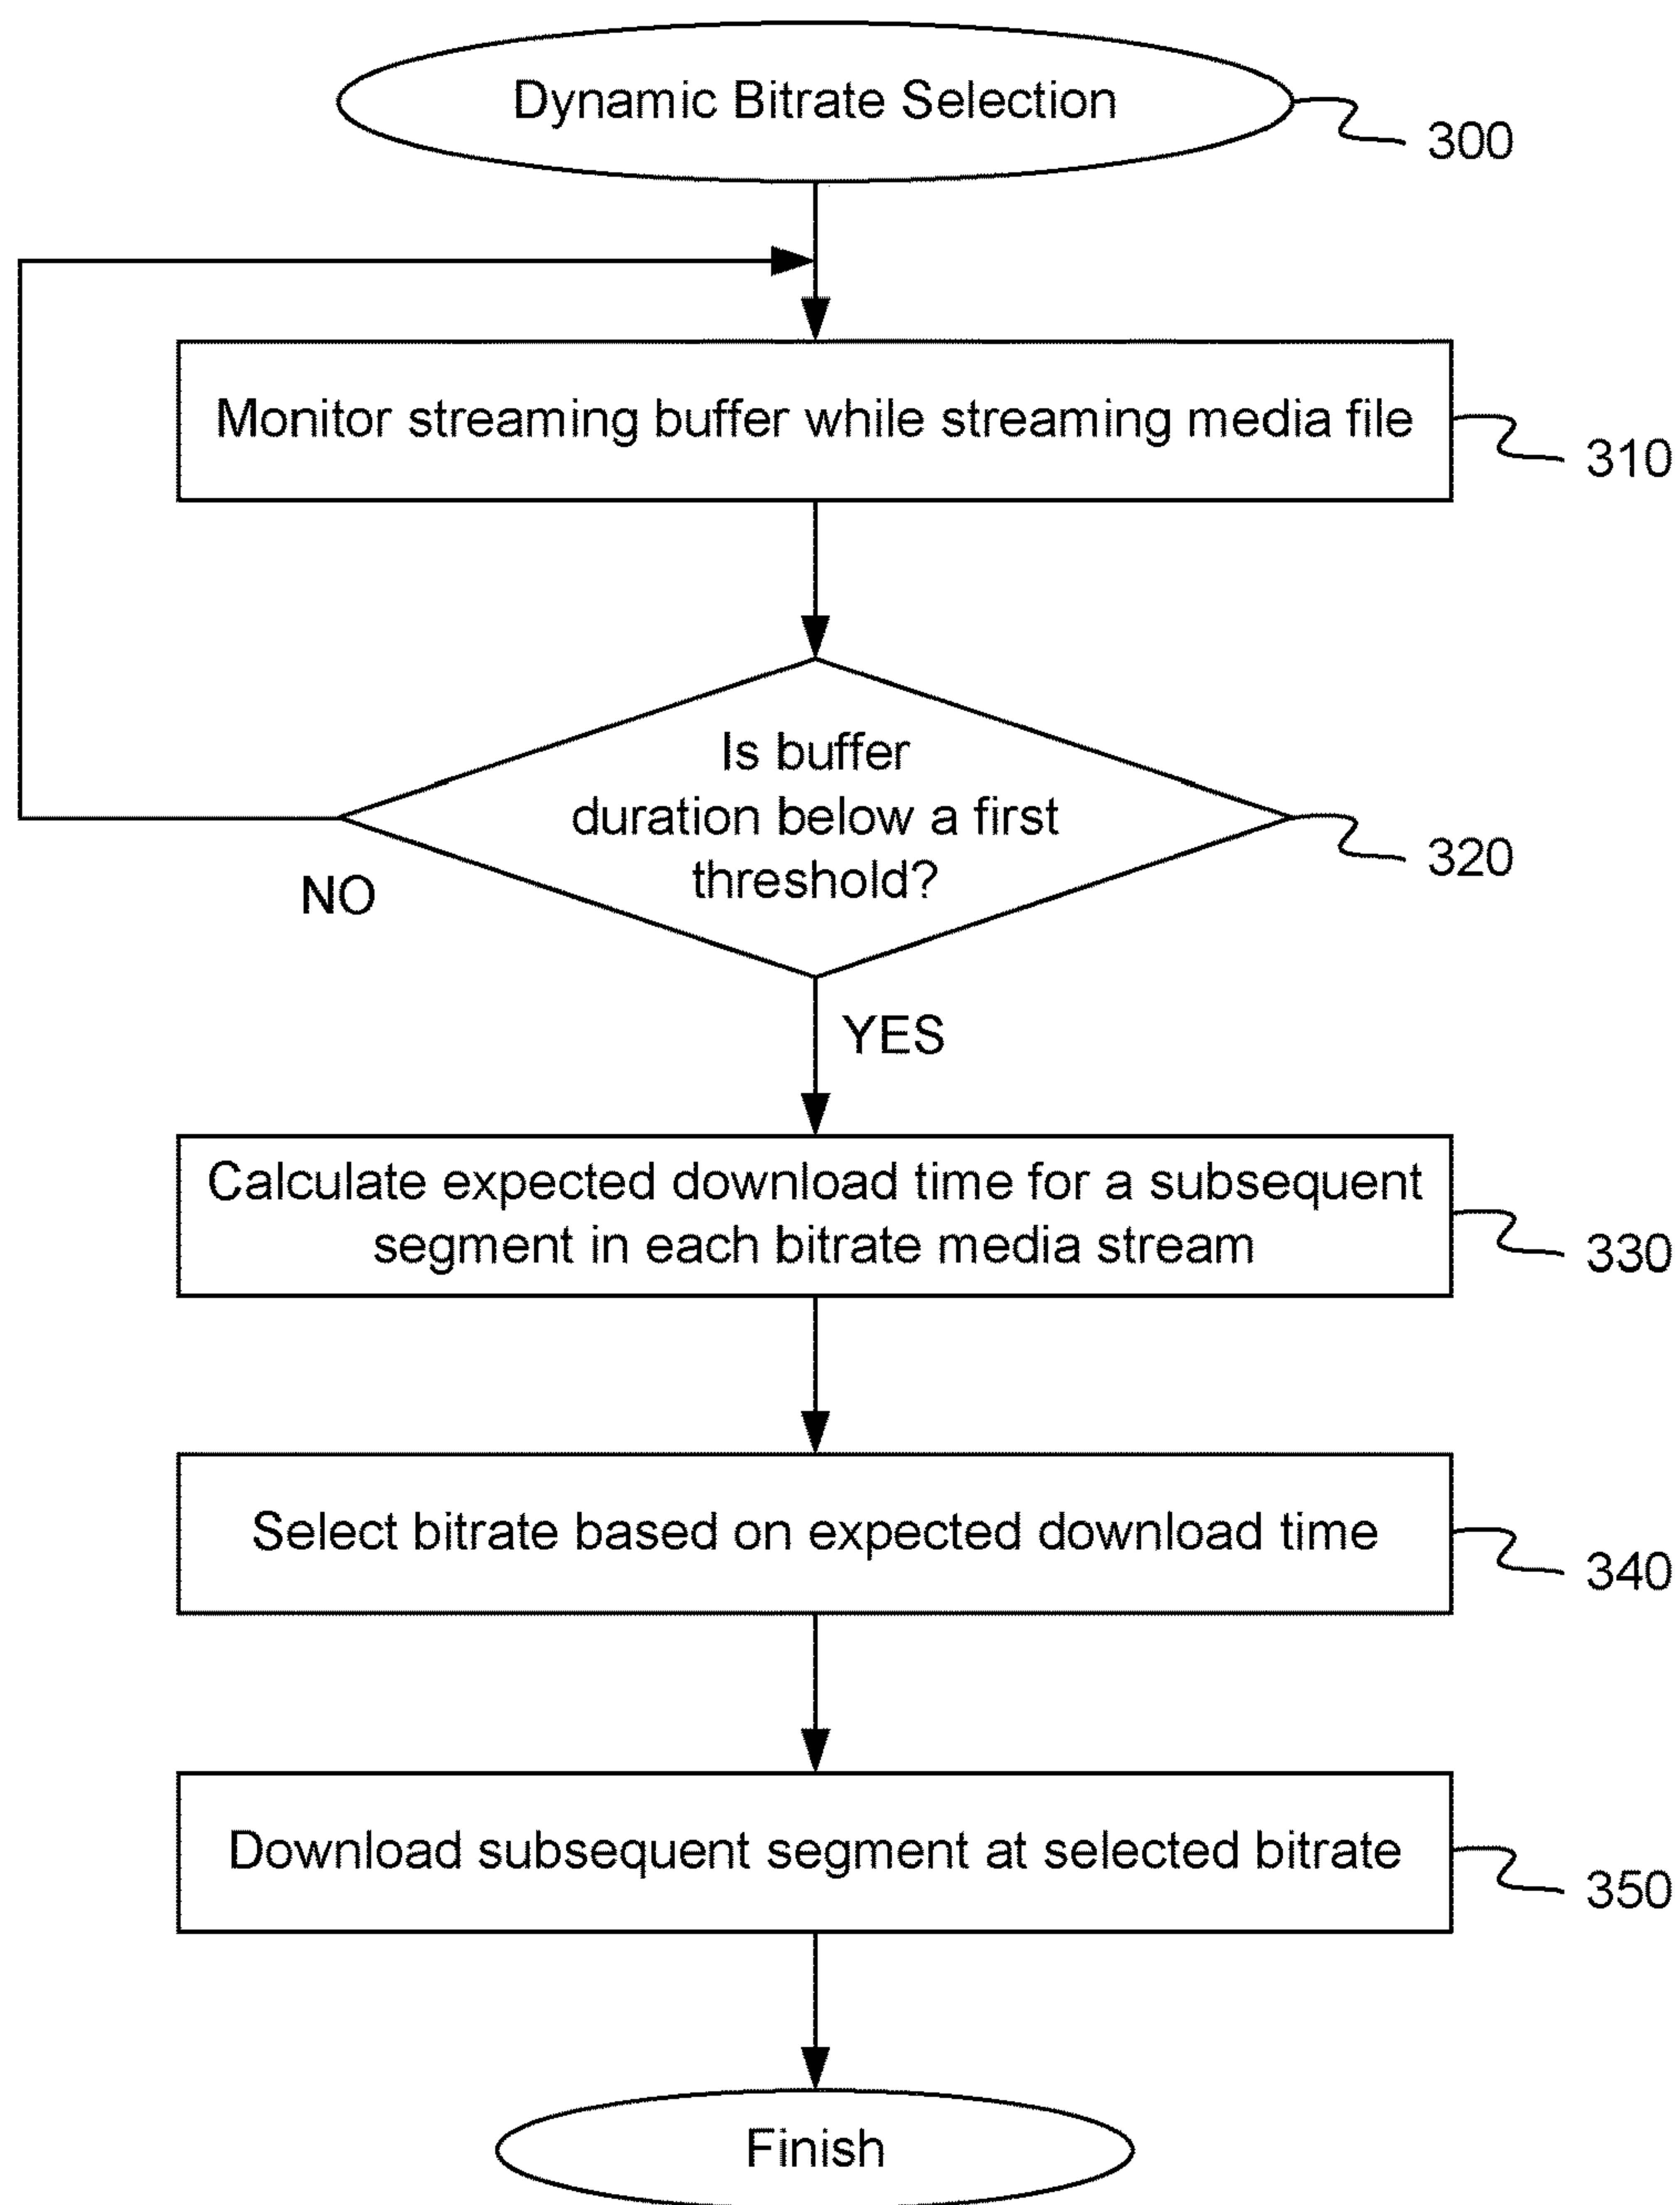 Dynamic Bitrate Selection
300
Monitor streaming buffer while streaming media file
310
Is buffer
duration below a first
threshold?
320
NO
YES
Calculate expected download time for a subsequent
segment in each bitrate media stream
330
Select bitrate based on expected download time
340
Download subsequent segment at selected bitrate
350
Finish